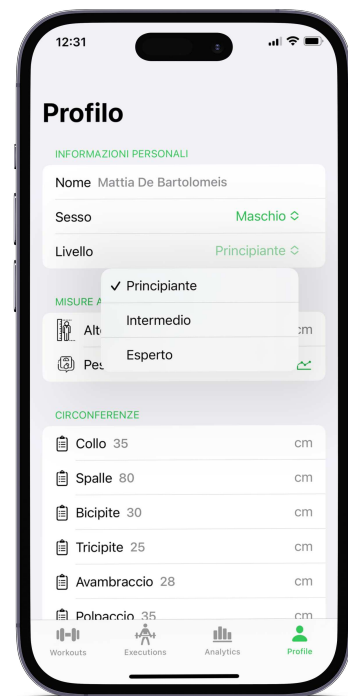 12:31
Profilo
INFORMAZIONI PERSONALI
Nome Mattia De Bartolomeis
Sesso Maschio
Livello Principiante
✓ Principiante
Intermedio
Esperto
MISURE A
Alt cm
Pes
CIRCONFERENZE
Collo 35 cm
Spalle 80 cm
Bicipite 30 cm
Tricipite 25 cm
Avambraccio 28 cm
Polpaccio 35 cm
Workouts Executions Analytics Profile